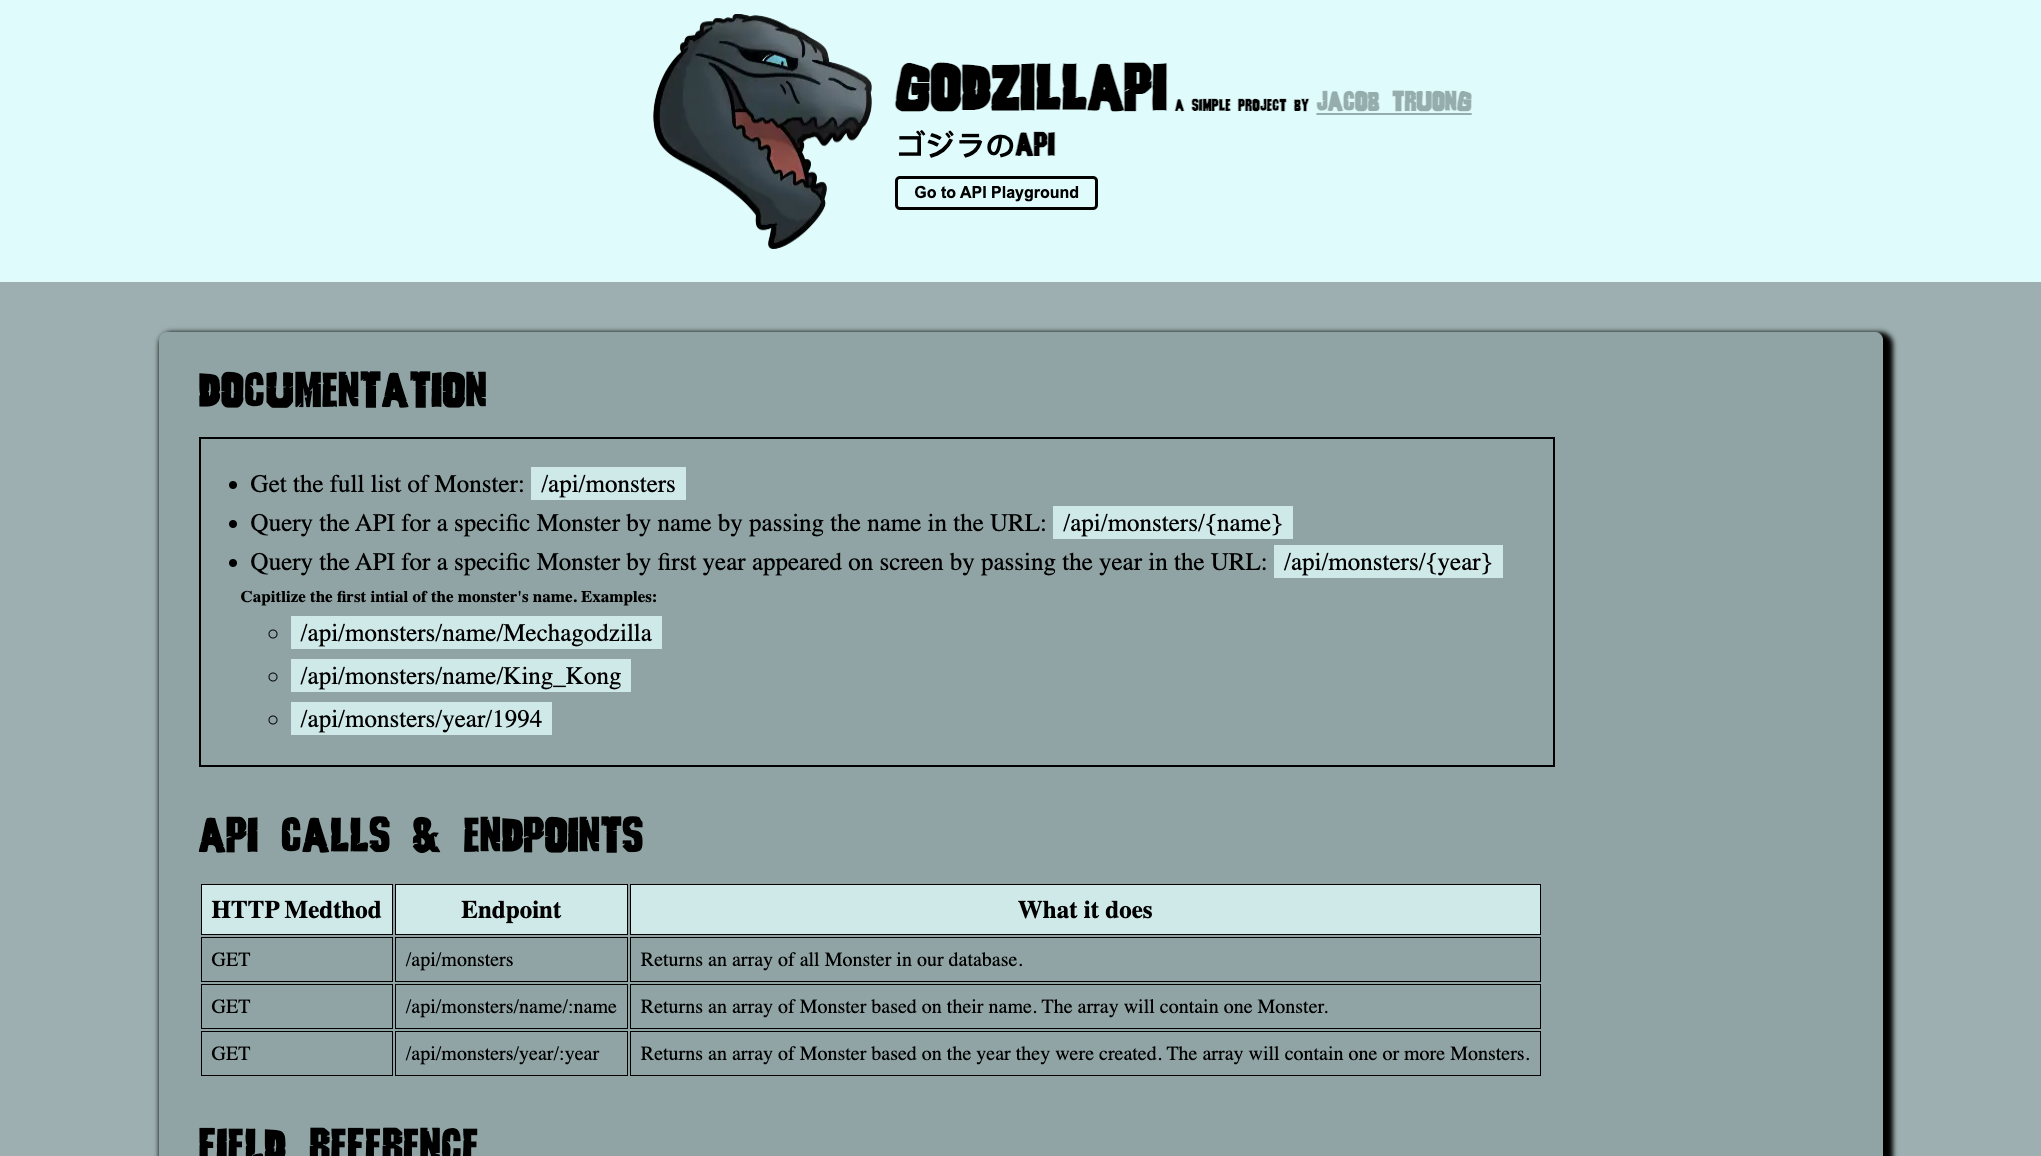 GODZILLAPI A SIMPLE PROJECT BY JACOB TRUONG
ゴジラのAPI
Go to API Playground
DOCUMENTATION
Get the full list of Monster: /api/monsters
Query the API for a specific Monster by name by passing the name in the URL: /api/monsters/{name}
Query the API for a specific Monster by first year appeared on screen by passing the year in the URL: /api/monsters/{year}
Capitlize the first intial of the monster's name. Examples:
/api/monsters/name/Mechagodzilla
/api/monsters/name/King_Kong
/api/monsters/year/1994
API CALLS & ENDPOINTS
HTTP Medthod Endpoint What it does
GET /api/monsters Returns an array of all Monster in our database.
GET /api/monsters/name/:name Returns an array of Monster based on their name. The array will contain one Monster.
GET /api/monsters/year/:year Returns an array of Monster based on the year they were created. The array will contain one or more Monsters.
FIELD REFERENCE